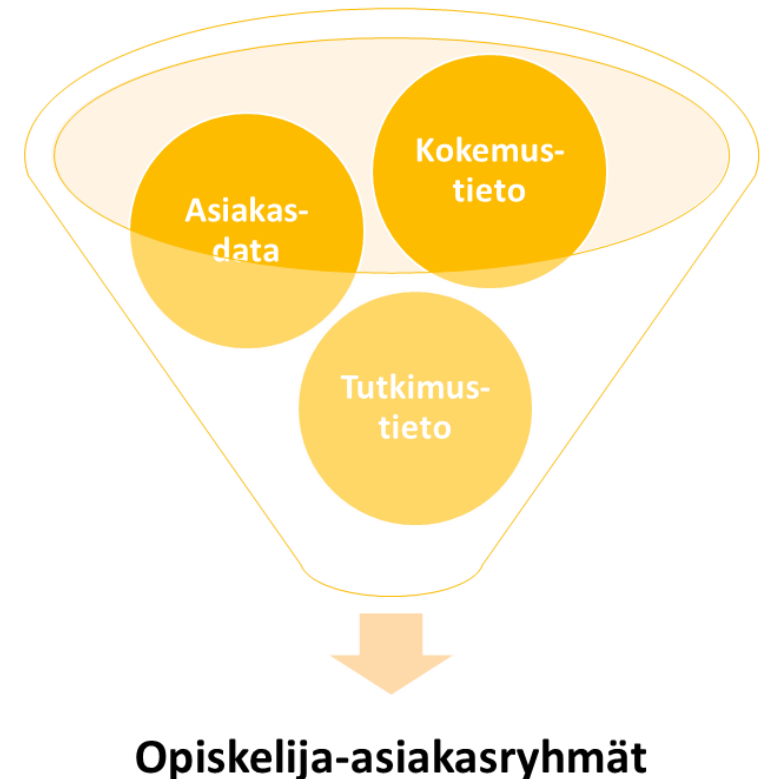 Kokemus-
tieto
Asiakas-
data
Tutkimus-
tieto
Opiskelija-asiakasryhmät